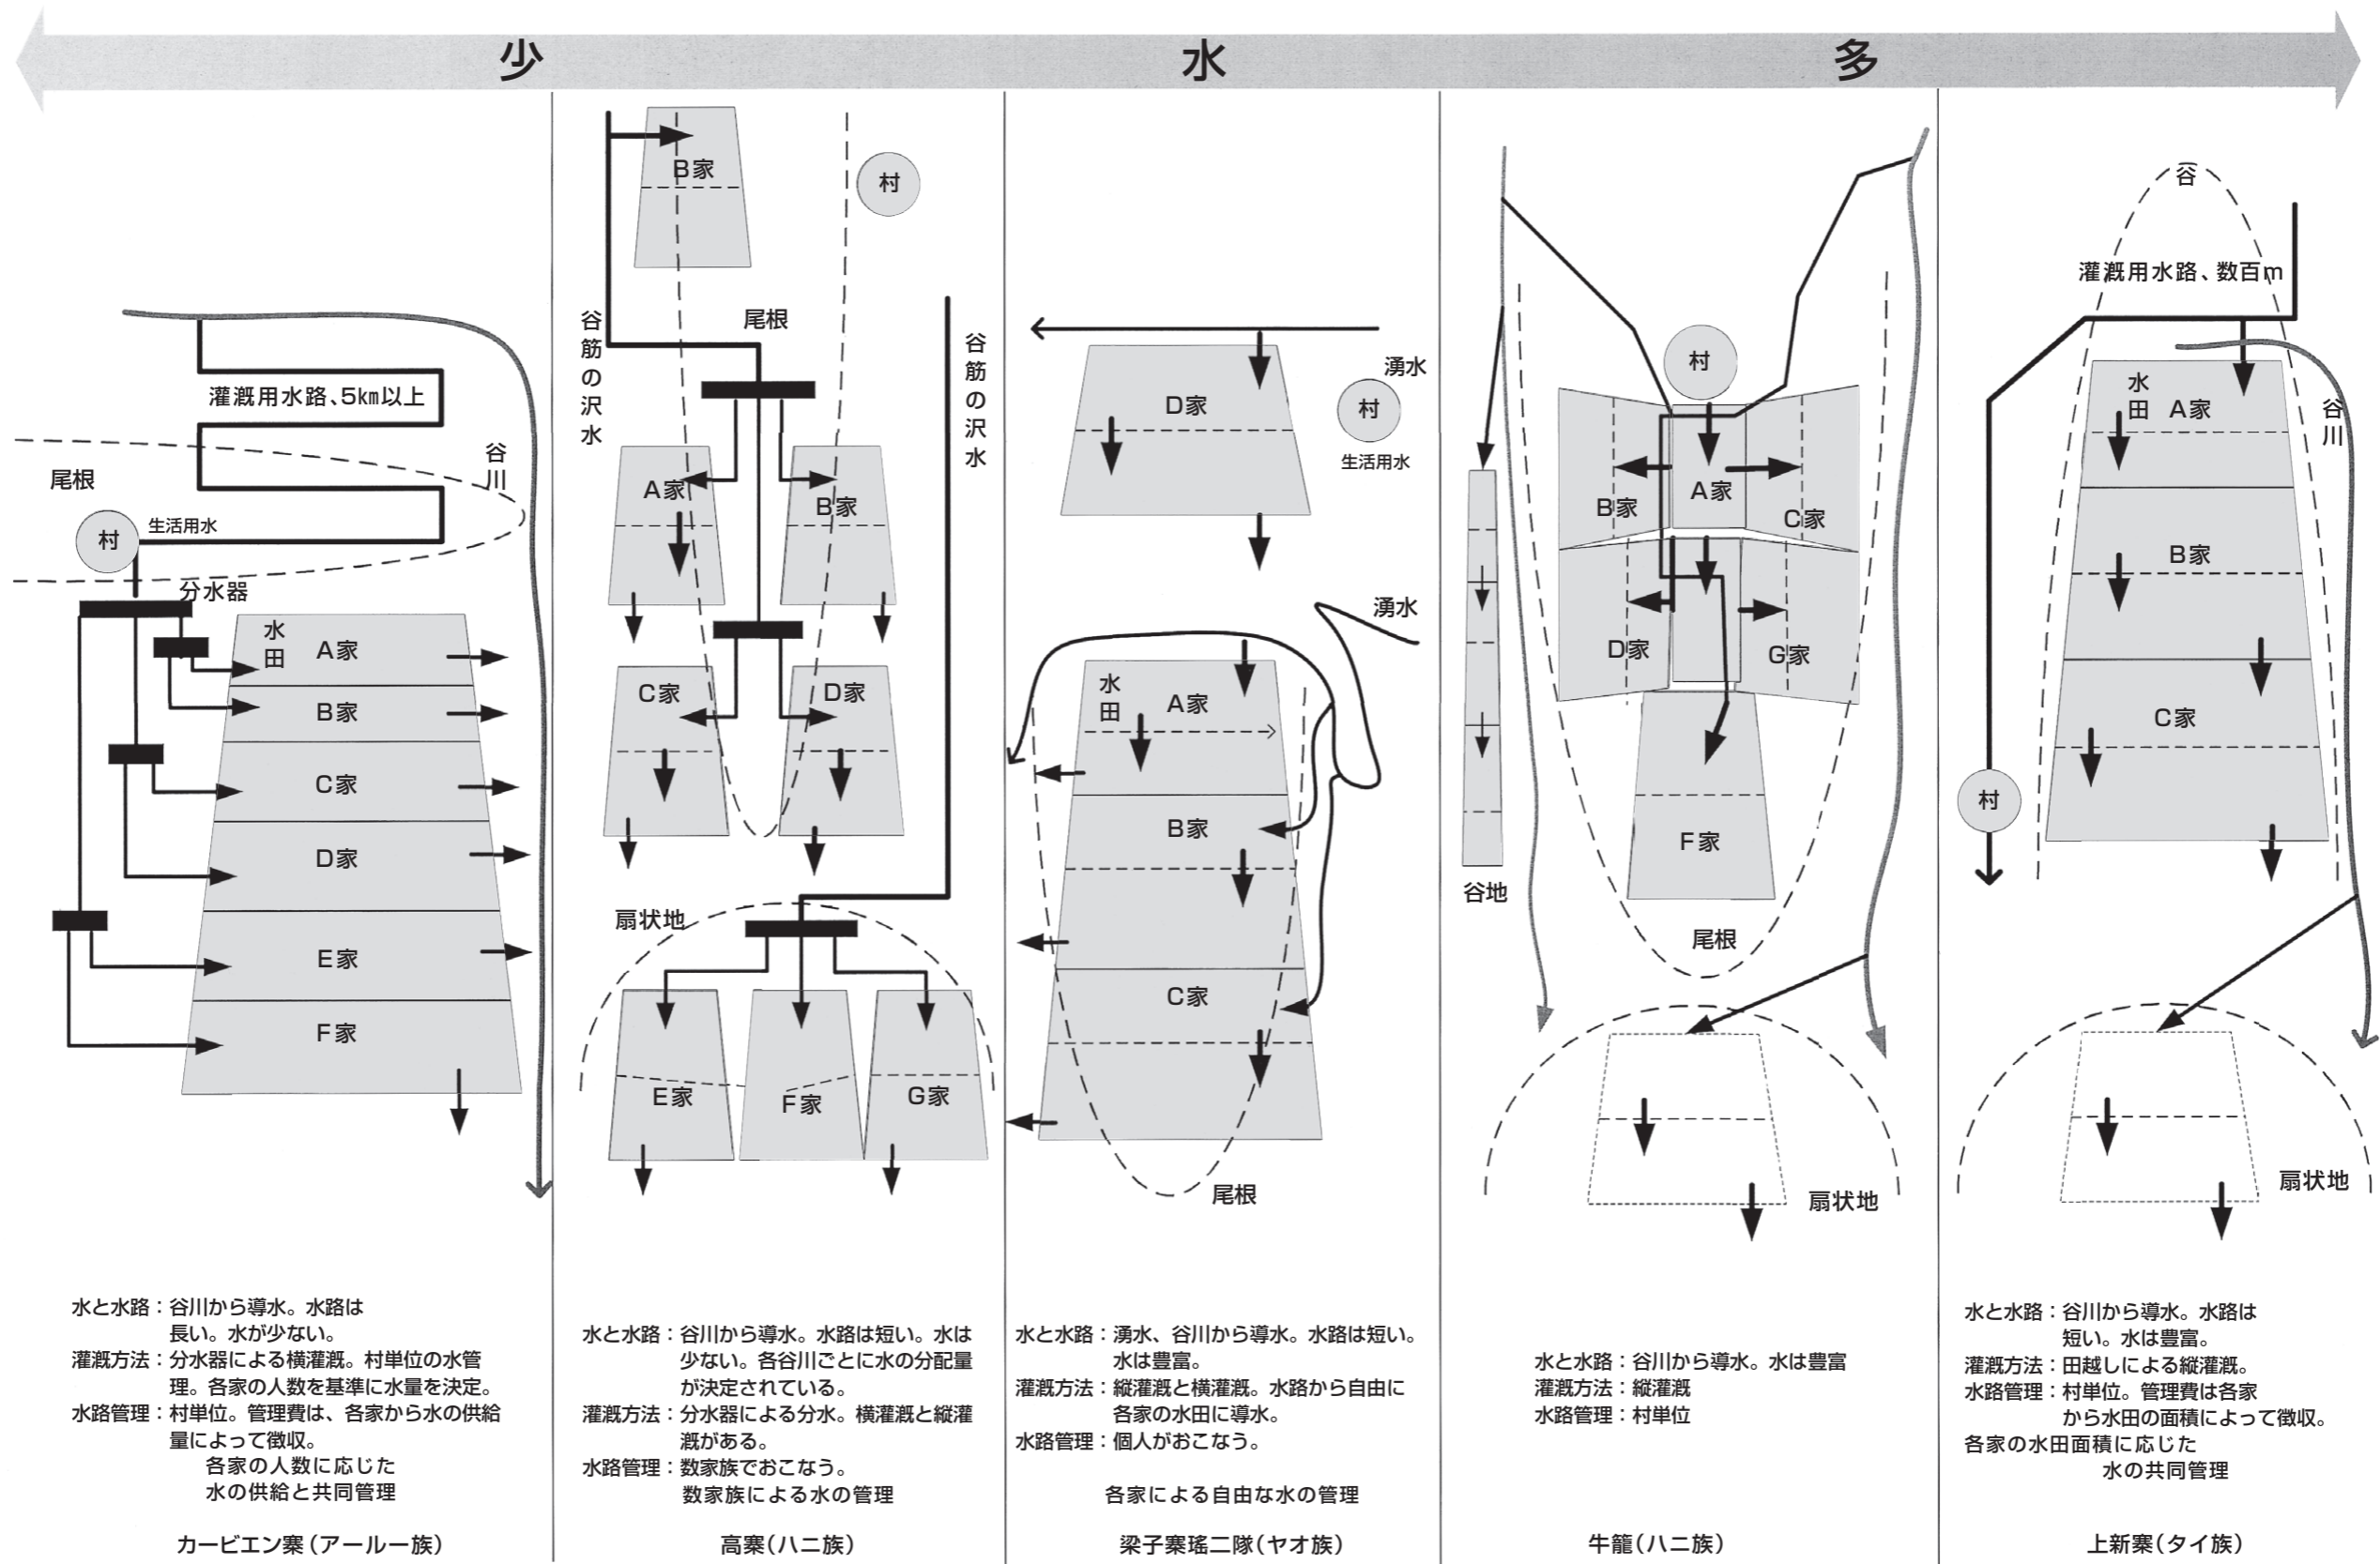 少 水 多
灌漑用水路、5km以上
尾根
谷川
村
生活用水
分水器
水田
A家
B家
C家
D家
E家
F家
水と水路：谷川から導水。水路は
長い。水が少ない。
灌漑方法：分水器による横灌漑。村単位の水管
理。各家の人数を基準に水量を決定。
水路管理：村単位。管理費は、各家から水の供給
量によって徴収。
各家の人数に応じた
水の供給と共同管理
カービエン寨（アールー族）
B家
村
谷筋の沢水
尾根
谷筋の沢水
A家
B家
C家
D家
扇状地
E家
F家
G家
水と水路：谷川から導水。水路は短い。水は
少ない。各谷川ごとに水の分配量
が決定されている。
灌漑方法：分水器による分水。横灌漑と縦灌
漑がある。
水路管理：数家族でおこなう。
数家族による水の管理
高寨（ハニ族）
湧水
D家
村
生活用水
湧水
水田
A家
B家
C家
尾根
水と水路：湧水、谷川から導水。水路は短い。
水は豊富。
灌漑方法：縦灌漑と横灌漑。水路から自由に
各家の水田に導水。
水路管理：個人がおこなう。
各家による自由な水の管理
梁子寨瑤二隊（ヤオ族）
村
A家
B家
C家
D家
G家
F家
谷地
尾根
扇状地
水と水路：谷川から導水。水は豊富
灌漑方法：縦灌漑
水路管理：村単位
牛籠（ハニ族）
谷
灌漑用水路、数百m
水田
A家
谷川
B家
C家
村
扇状地
水と水路：谷川から導水。水路は
短い。水は豊富。
灌漑方法：田越しによる縦灌漑。
水路管理：村単位。管理費は各家
から水田の面積によって徴収。
各家の水田面積に応じた
水の共同管理
上新寨（タイ族）